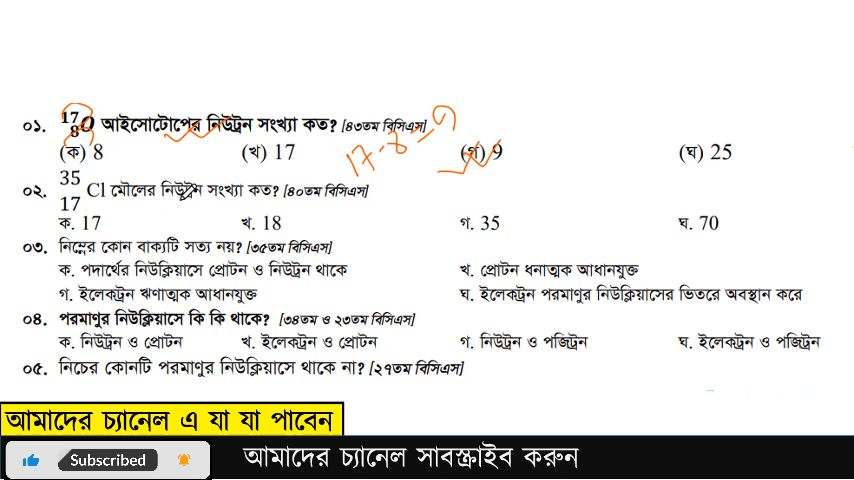 ০১. ¹⁷₈O আইসোটোপের নিউট্রন সংখ্যা কত? [৪৩তম বিসিএস]
17-8=9
(ক) 8 (খ) 17 (গ) 9 (ঘ) 25
০২. 35 17 Cl মৌলের নিউট্রন সংখ্যা কত? [৪০তম বিসিএস]
ক. 17 খ. 18 গ. 35 ঘ. 70
০৩. নিম্নের কোন বাক্যটি সত্য নয়? [৩৫তম বিসিএস]
ক. পদার্থের নিউক্লিয়াসে প্রোটন ও নিউট্রন থাকে খ. প্রোটন ধনাত্মক আধানযুক্ত
গ. ইলেকট্রন ঋণাত্মক আধানযুক্ত ঘ. ইলেকট্রন পরমাণুর নিউক্লিয়াসের ভিতরে অবস্থান করে
০৪. পরমাণুর নিউক্লিয়াসে কি কি থাকে? [৩৪তম ও ২৩তম বিসিএস]
ক. নিউট্রন ও প্রোটন খ. ইলেকট্রন ও প্রোটন গ. নিউট্রন ও পজিট্রন ঘ. ইলেকট্রন ও পজিট্রন
০৫. নিচের কোনটি পরমাণুর নিউক্লিয়াসে থাকে না? [২৭তম বিসিএস]
আমাদের চ্যানেল এ যা যা পাবেন
Subscribed আমাদের চ্যানেল সাবস্ক্রাইব করুন